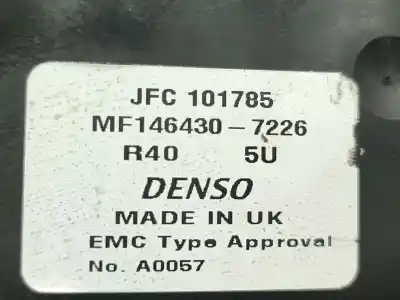 JFC 101785
MF146430-7226
R40 5U
DENSO
MADE IN UK
EMC Type Approval
No. A0057